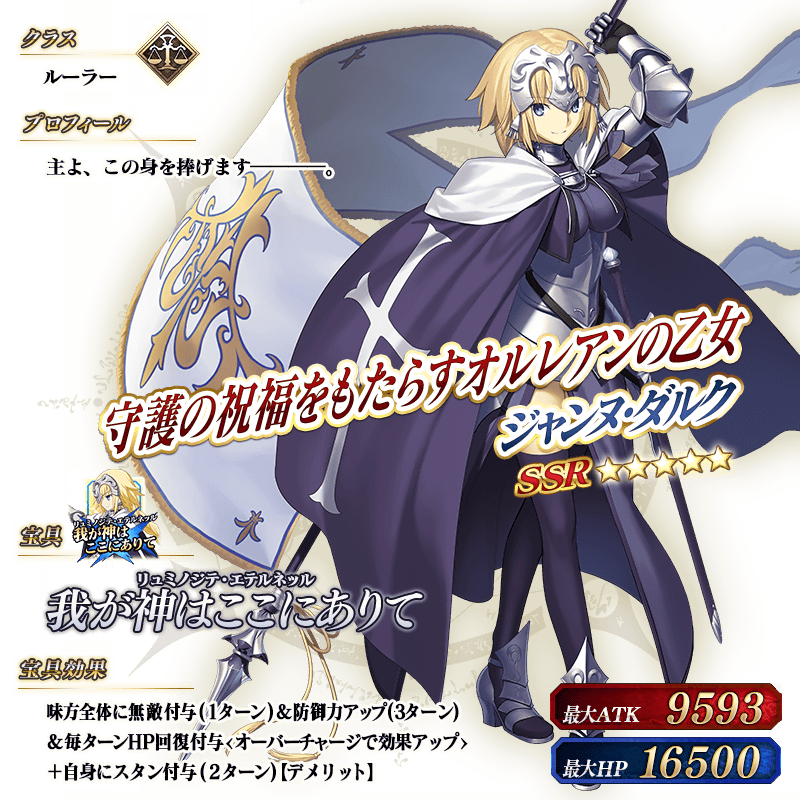 クラス
ルーラー
プロフィール
主よ、この身を捧げます―――。
守護の祝福をもたらすオルレアンの乙女
ジャンヌ・ダルク
SSR ★★★★★
宝具
リュミノジテ・エテルネッル
我が神は
ここにありて
リュミノジテ・エテルネッル
我が神はここにありて
宝具効果
味方全体に無敵付与(1ターン)&防御力アップ(3ターン)
&毎ターンHP回復付与<オーバーチャージで効果アップ>
+自身にスタン付与(2ターン)【デメリット】
最大ATK 9593
最大HP 16500